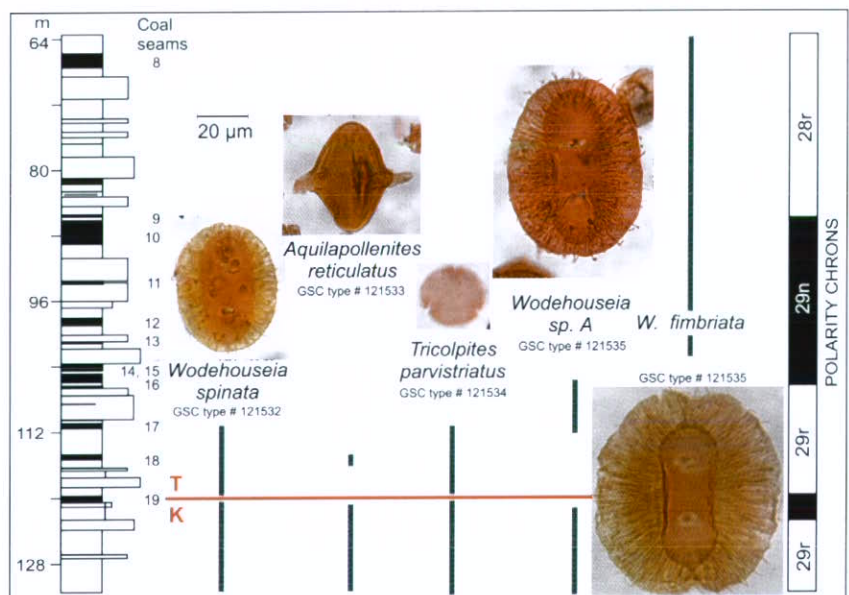 m
Coal
seams
64
80
96
112
128
8
9
10
11
12
13
14, 15
16
17
18
19
20 µm
Aquilapollenites
reticulatus
GSC type # 121533
Wodehouseia
spinata
GSC type # 121532
Tricolpites
parvistriatus
GSC type # 121534
Wodehouseia
sp. A
GSC type # 121535
W. fimbriata
GSC type # 121535
T
K
28r
29n
29r
29r
POLARITY CHRONS